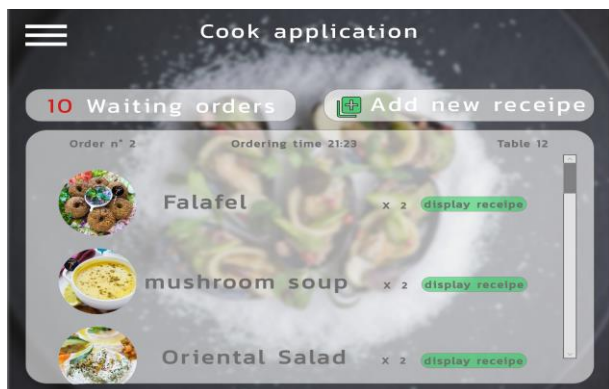 Cook application
10 Waiting orders
Add new receipe
Order n° 2 Ordering time 21:23 Table 12
Falafel x 2 display receipe
mushroom soup x 2 display receipe
Oriental Salad x 2 display receipe